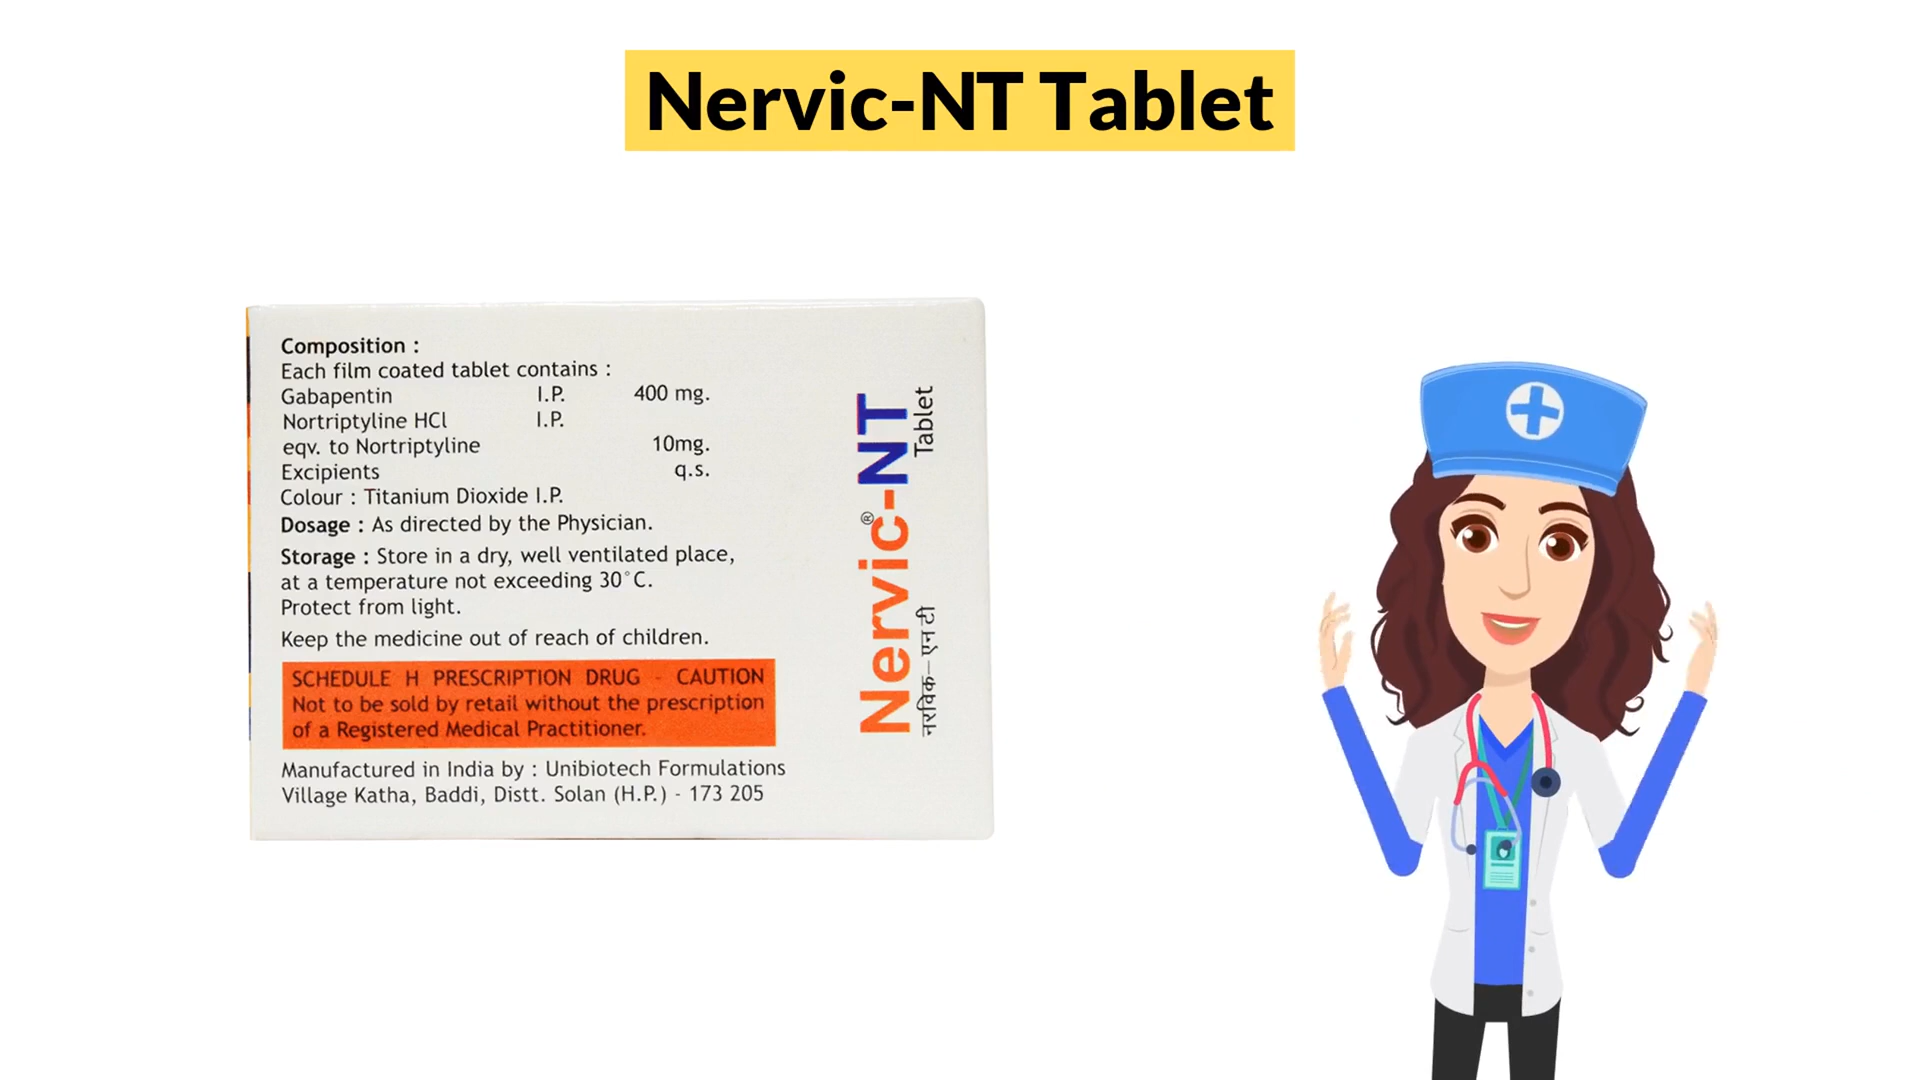 Nervic-NT Tablet
Composition :
Each film coated tablet contains :
Gabapentin I.P. 400 mg.
Nortriptyline HCl I.P.
eqv. to Nortriptyline 10mg.
Excipients q.s.
Colour : Titanium Dioxide I.P.
Dosage : As directed by the Physician.
Storage : Store in a dry, well ventilated place,
at a temperature not exceeding 30°C.
Protect from light.
Keep the medicine out of reach of children.
SCHEDULE H PRESCRIPTION DRUG - CAUTION
Not to be sold by retail without the prescription
of a Registered Medical Practitioner.
Manufactured in India by : Unibiotech Formulations
Village Katha, Baddi, Distt. Solan (H.P.) - 173 205
Nervic®-NT
Tablet
नरविक–एन टी